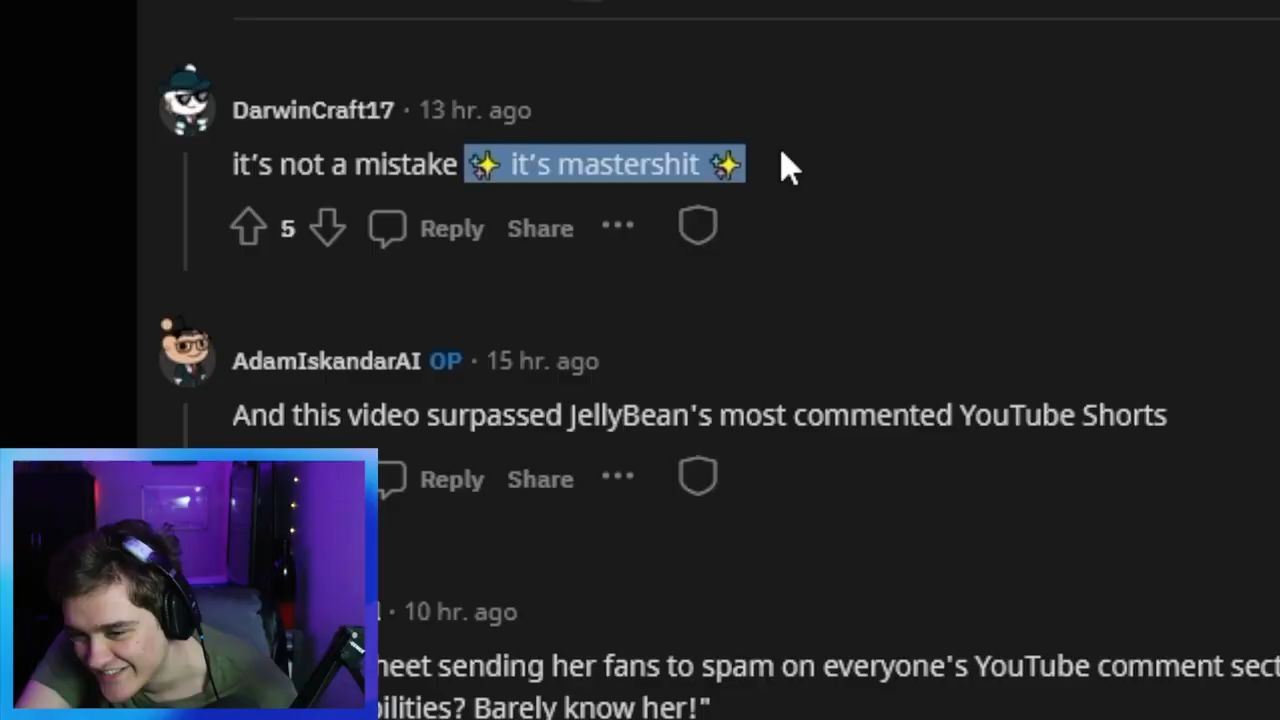 DarwinCraft17 · 13 hr. ago
it's not a mistake ✨ it's mastershit ✨
5 Reply Share ···
AdamIskandarAI OP · 15 hr. ago
And this video surpassed JellyBean's most commented YouTube Shorts
Reply Share ···
· 10 hr. ago
sending her fans to spam on everyone's YouTube comment
Barely know her!"